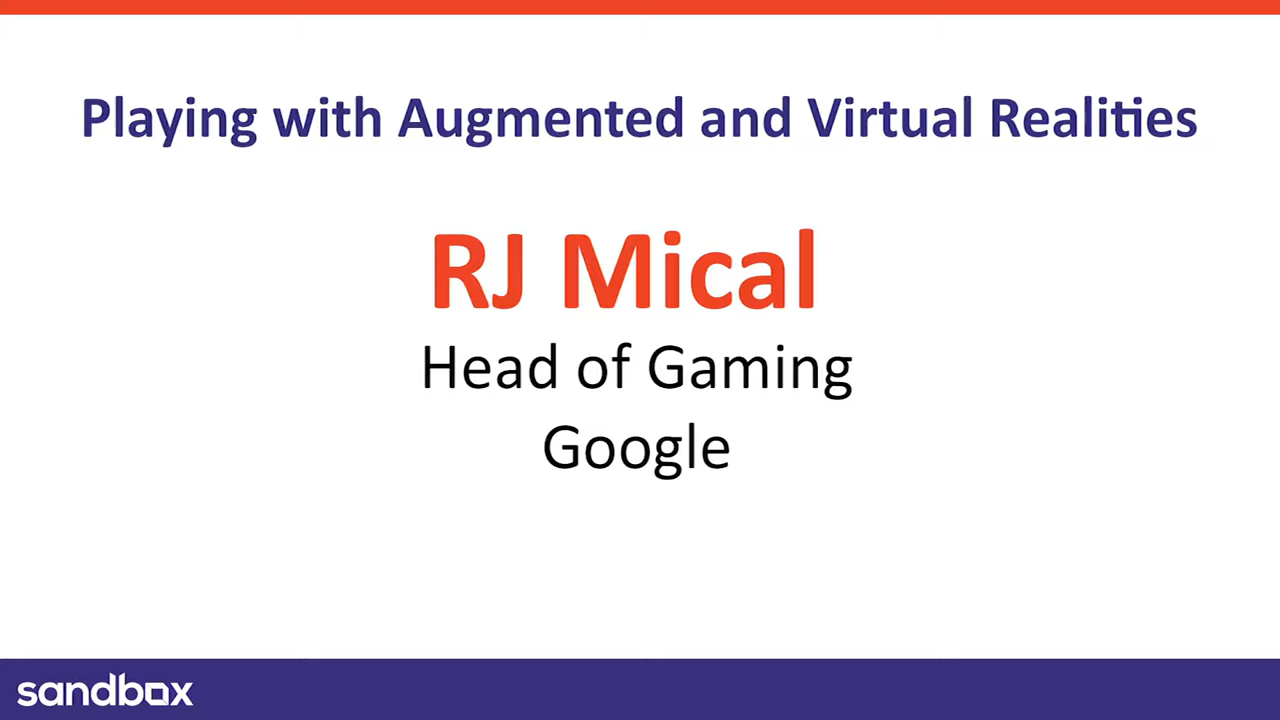 Playing with Augmented and Virtual Realities
RJ Mical
Head of Gaming
Google
sandbox